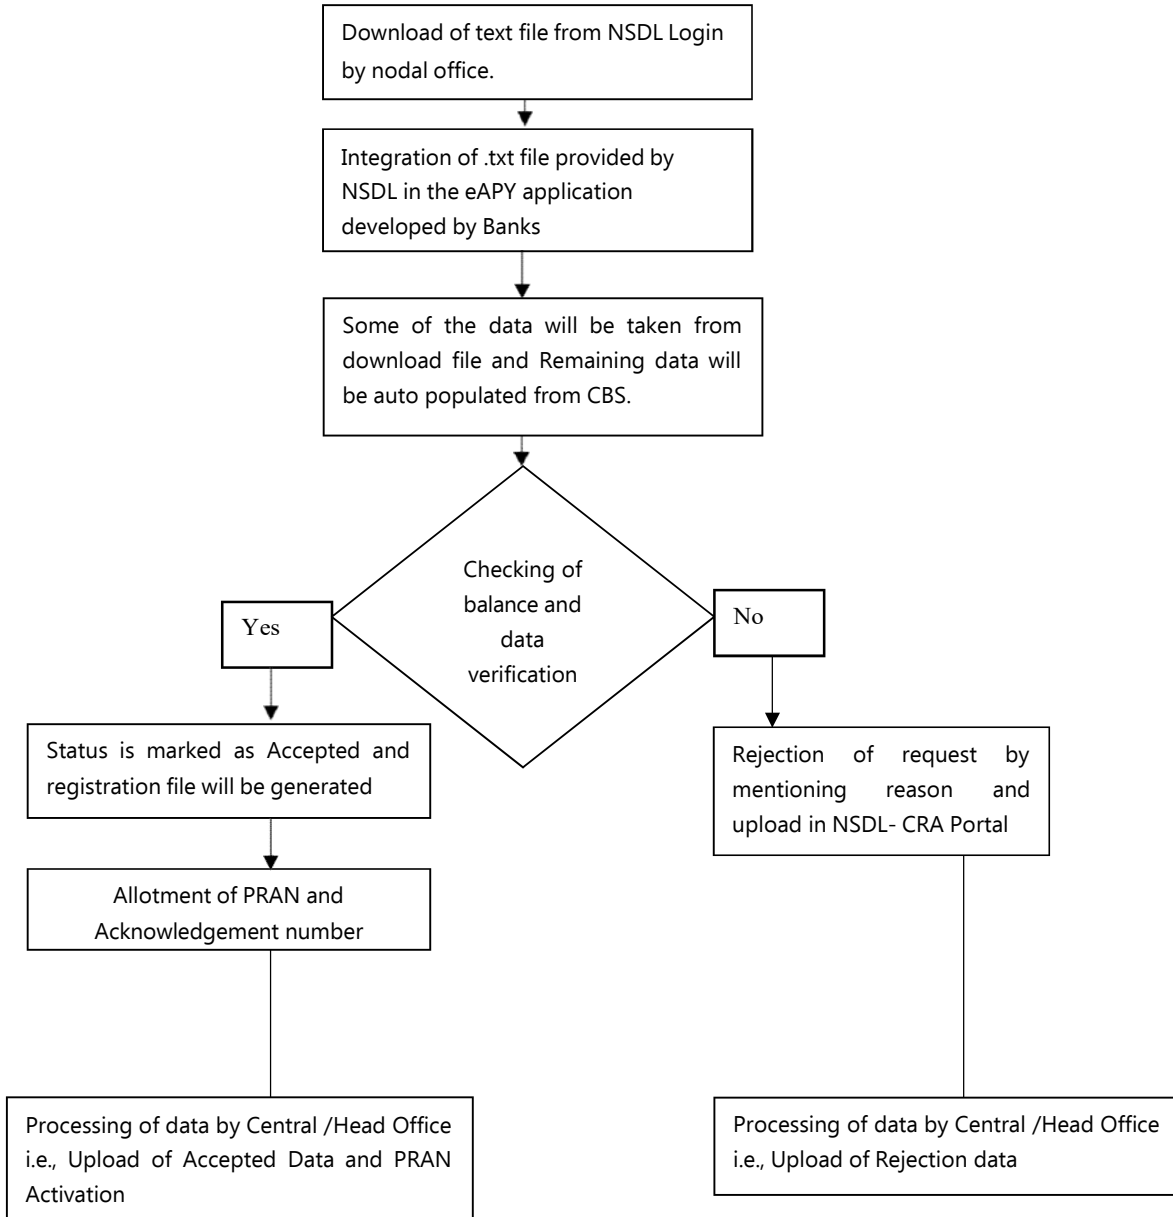 Download of text file from NSDL Login
by nodal office.
Integration of .txt file provided by
NSDL in the eAPY application
developed by Banks
Some of the data will be taken from
download file and Remaining data will
be auto populated from CBS.
Checking of
balance and
data
verification
Yes
No
Status is marked as Accepted and
registration file will be generated
Rejection of request by
mentioning reason and
upload in NSDL- CRA Portal
Allotment of PRAN and
Acknowledgement number
Processing of data by Central /Head Office
i.e., Upload of Accepted Data and PRAN
Activation
Processing of data by Central /Head Office
i.e., Upload of Rejection data